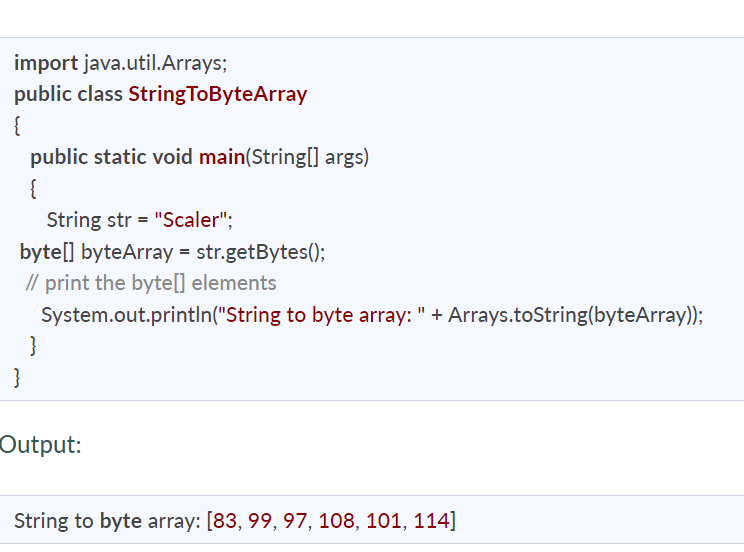 import java.util.Arrays;
public class StringToByteArray
{
public static void main(String[] args)
{
String str = "Scaler";
byte[] byteArray = str.getBytes();
// print the byte[] elements
System.out.println("String to byte array: " + Arrays.toString(byteArray));
}
}
Output:
String to byte array: [83, 99, 97, 108, 101, 114]